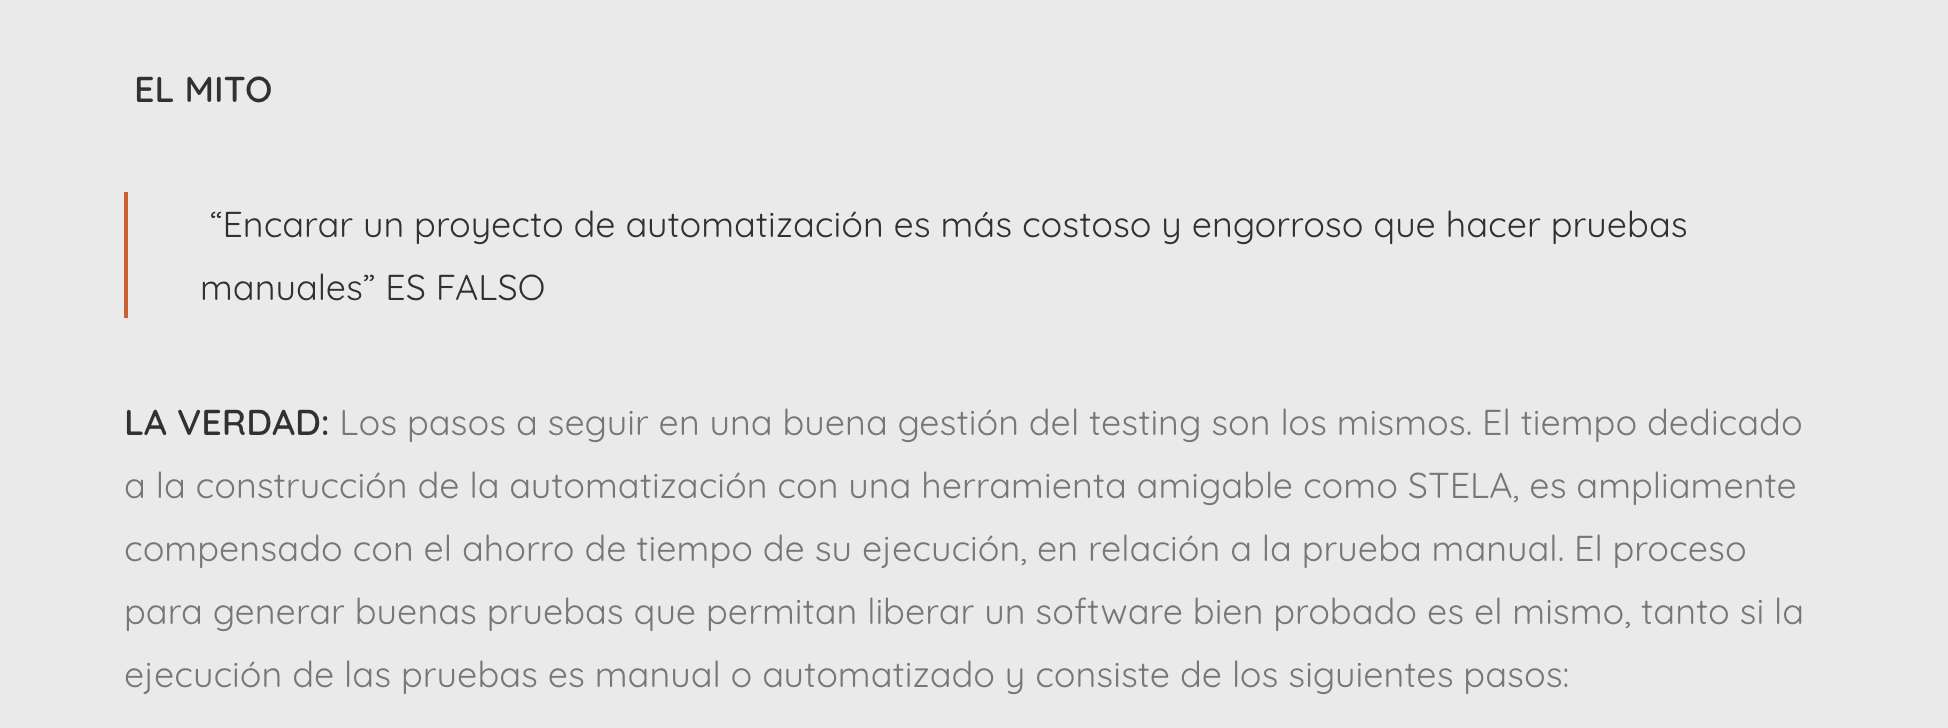 EL MITO
“Encarar un proyecto de automatización es más costoso y engorroso que hacer pruebas
manuales” ES FALSO
LA VERDAD: Los pasos a seguir en una buena gestión del testing son los mismos. El tiempo dedicado
a la construcción de la automatización con una herramienta amigable como STELA, es ampliamente
compensado con el ahorro de tiempo de su ejecución, en relación a la prueba manual. El proceso
para generar buenas pruebas que permitan liberar un software bien probado es el mismo, tanto si la
ejecución de las pruebas es manual o automatizado y consiste de los siguientes pasos: